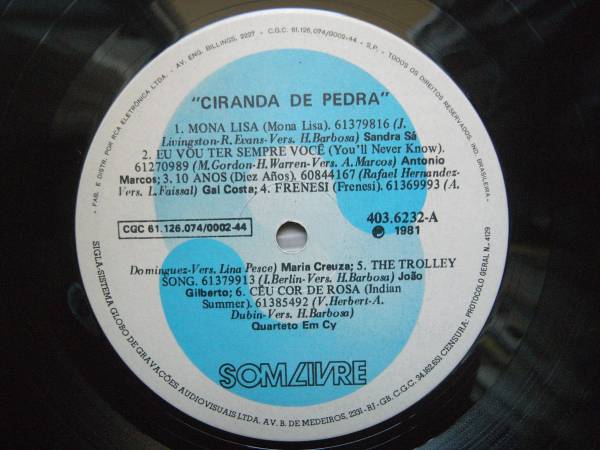 "CIRANDA DE PEDRA"
1. MONA LISA (Mona Lisa). 61379816 (J.
Livingston-R. Evans-Vers. H.Barbosa) Sandra Sá
2. EU VOU TER SEMPRE VOCÊ (You'll Never Know).
61270989 (M.Gordon-H. Warren-Vers. A. Marcos) Antonio
Marcos; 3. 10 ANOS (Diez Años). 60844167 (Rafael Hernandez-
Vers. L. Faissal) Gal Costa; 4. FRENESI (Frenesi). 61369993 (A.
CGC 61.126.074/0002-44
403.6232-A
℗ 1981
Dominguez-Vers. Lina Pesce) Maria Creuza; 5. THE TROLLEY
SONG. 61379913 (I.Berlin-Vers. H.Barbosa) João
Gilberto; 6. CÉU COR DE ROSA (Indian
Summer). 61385492 (V.Herbert-A.
Dubin-Vers. H.Barbosa)
Quarteto Em Cy
SOM LIVRE
FAB. E DISTR. POR RCA ELETRÔNICA LTDA. - AV. ENG. BILLINGS, 2227 - C.G.C. 61.126.074/0002-44 - S.P. - TODOS OS DIREITOS RESERVADOS. IND. BRASILEIRA -
SIGLA-SISTEMA GLOBO DE GRAVAÇÕES AUDIOVISUAIS LTDA. AV. B. DE MEDEIROS, 2331-RJ-GB. C.G.C. 34.162.651 CENSURA: PROTOCOLO GERAL N.. 4129